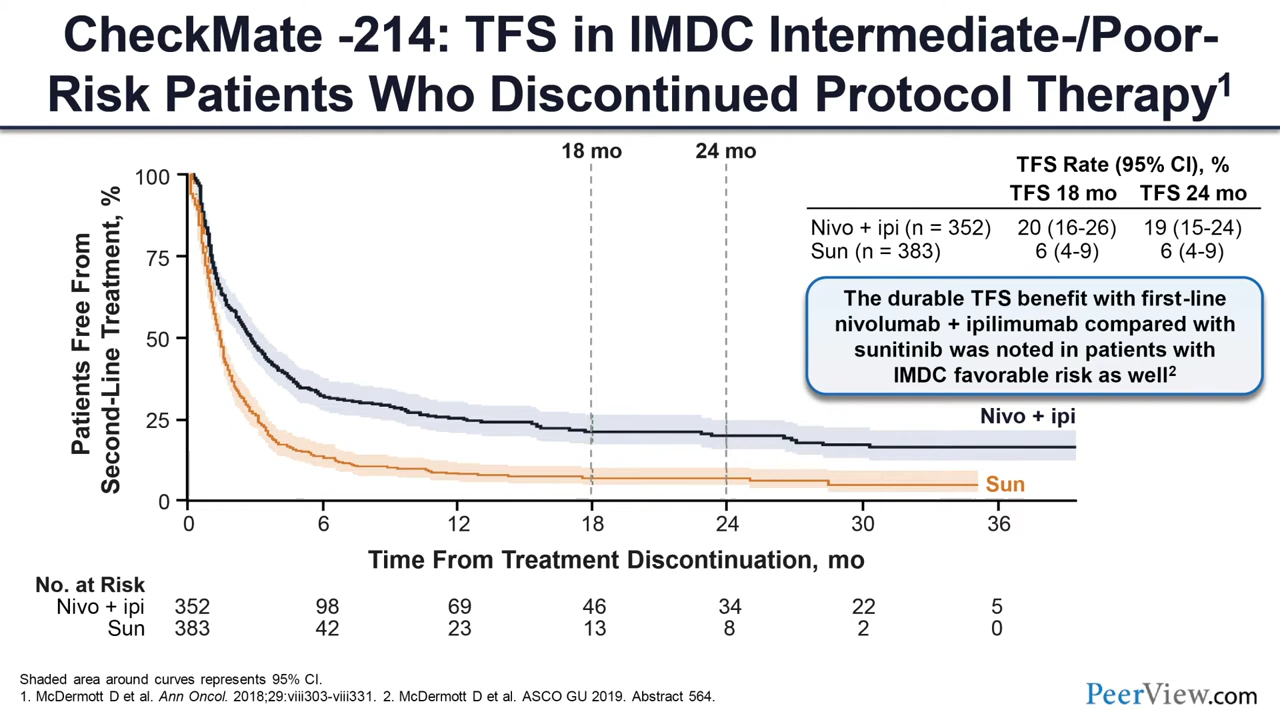 CheckMate -214: TFS in IMDC Intermediate-/Poor-
Risk Patients Who Discontinued Protocol Therapy1
18 mo 24 mo
TFS Rate (95% CI), %
TFS 18 mo TFS 24 mo
Nivo + ipi (n = 352) 20 (16-26) 19 (15-24)
Sun (n = 383) 6 (4-9) 6 (4-9)
The durable TFS benefit with first-line
nivolumab + ipilimumab compared with
sunitinib was noted in patients with
IMDC favorable risk as well2
Patients Free From
Second-Line Treatment, %
100
75
50
25
0
Nivo + ipi
Sun
0 6 12 18 24 30 36
Time From Treatment Discontinuation, mo
No. at Risk
Nivo + ipi 352 98 69 46 34 22 5
Sun 383 42 23 13 8 2 0
Shaded area around curves represents 95% CI.
1. McDermott D et al. Ann Oncol. 2018;29:viii303-viii331. 2. McDermott D et al. ASCO GU 2019. Abstract 564.
PeerView.com